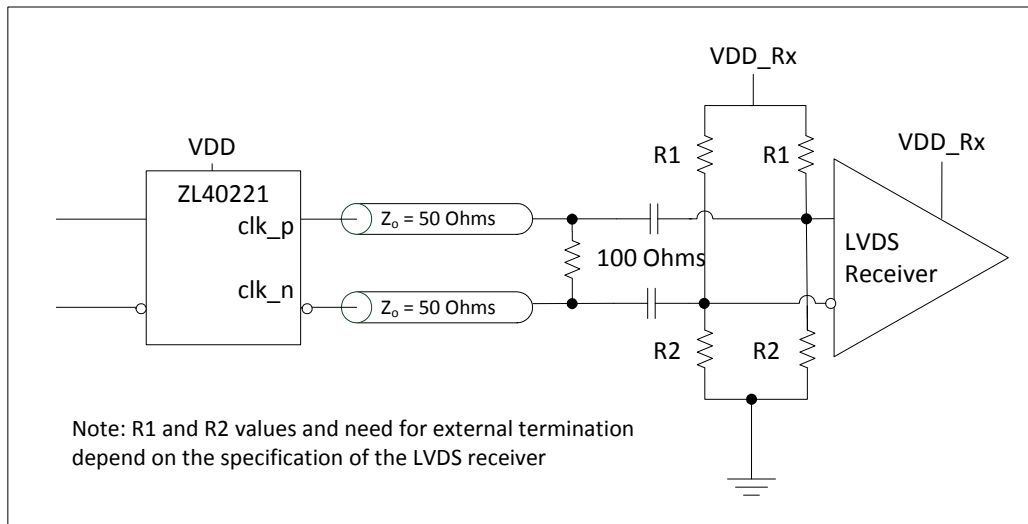 VDD_Rx
VDD
R1
R1
VDD_Rx
ZL40221
clk_p
Zo = 50 Ohms
LVDS
Receiver
100 Ohms
clk_n
Zo = 50 Ohms
R2
R2
Note: R1 and R2 values and need for external termination
depend on the specification of the LVDS receiver